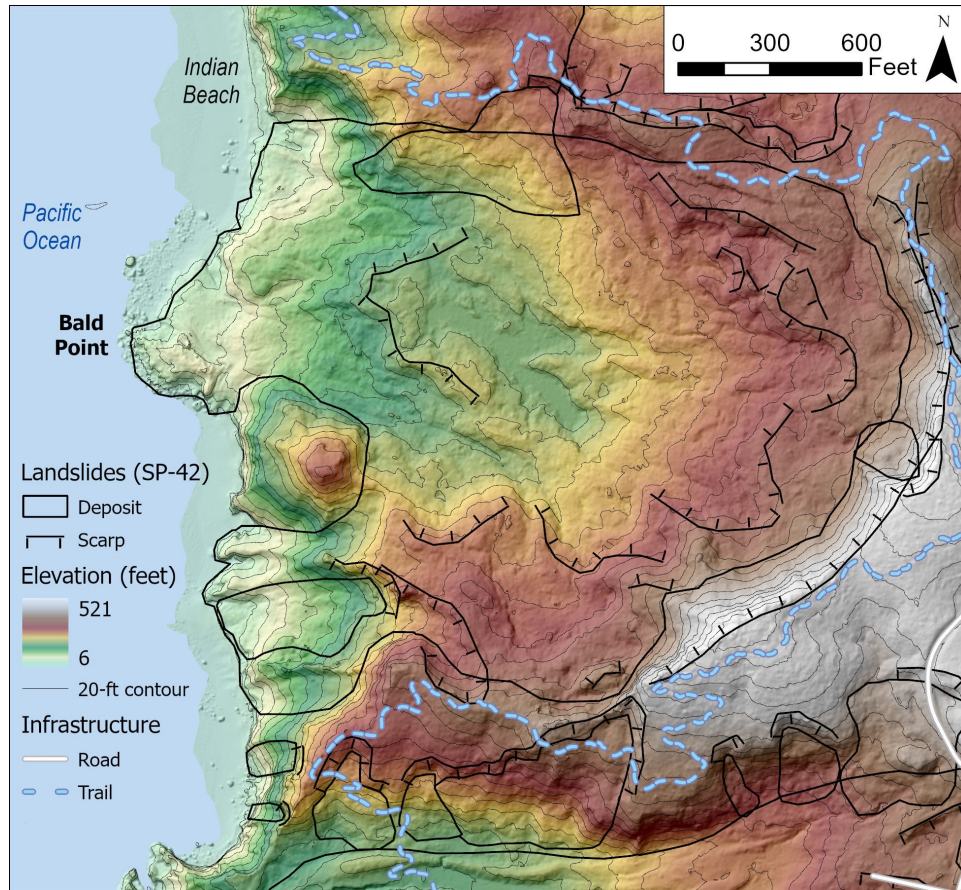 N
0 300 600
Feet
Indian
Beach
Pacific
Ocean
Bald
Point
Landslides (SP-42)
Deposit
Scarp
Elevation (feet)
521
6
20-ft contour
Infrastructure
Road
Trail